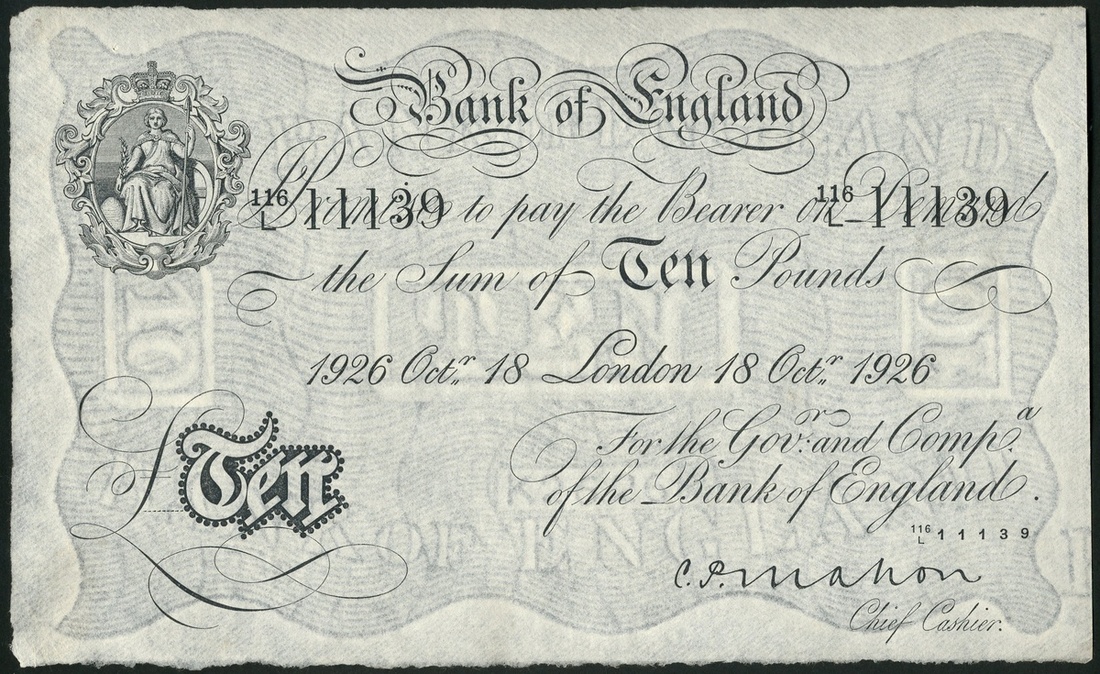 Bank of England
116/L 11139 116/L 11139
I Promise to pay the Bearer on Demand
the Sum of Ten Pounds
1926 Octr. 18 London 18 Octr. 1926
For the Govr. and Compa.
of the Bank of England.
£Ten
116/L 11139
C.P. Mahon
Chief Cashier.